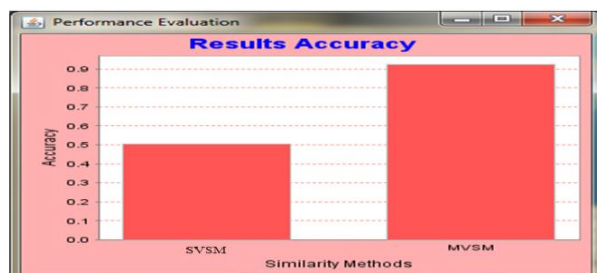 Performance Evaluation
Results Accuracy
0.9
0.8
0.7
0.6
0.5
0.4
0.3
0.2
0.1
0.0
Accuracy
SVSM
MVSM
Similarity Methods